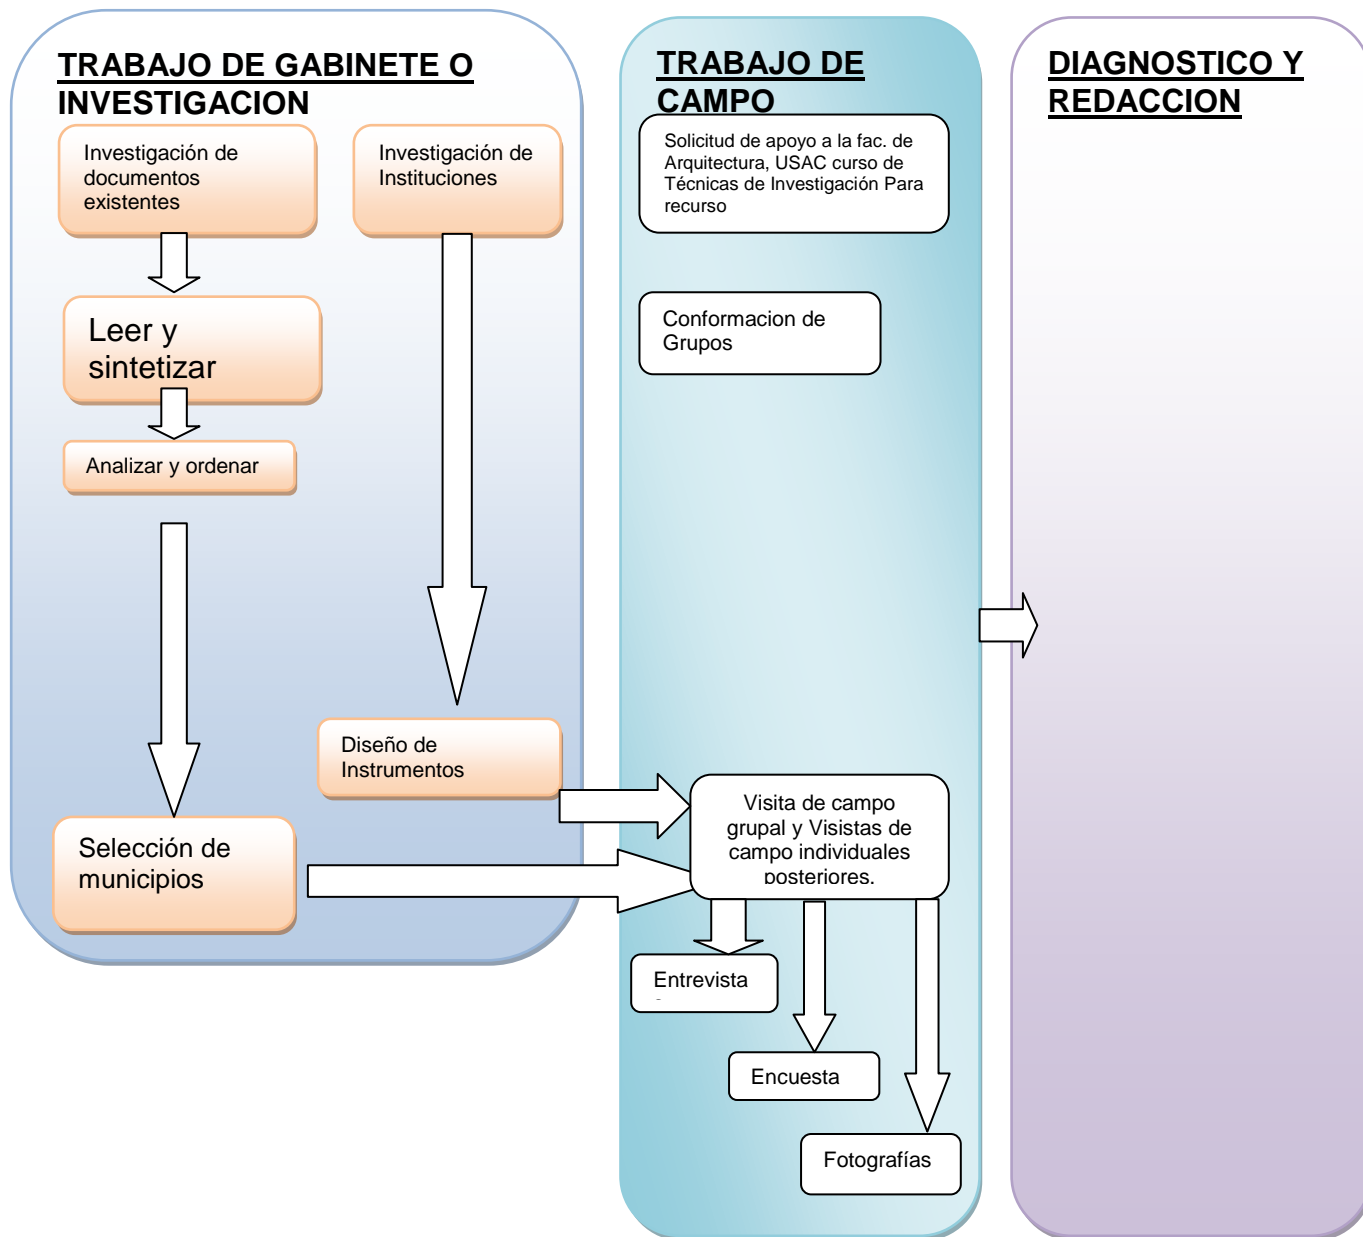 TRABAJO DE GABINETE O
INVESTIGACION
Investigación de
documentos
existentes
Investigación de
Instituciones
Leer y
sintetizar
Analizar y ordenar
Diseño de
Instrumentos
Selección de
municipios
TRABAJO DE
CAMPO
Solicitud de apoyo a la fac. de
Arquitectura, USAC curso de
Técnicas de Investigación Para
recurso
Conformacion de
Grupos
Visita de campo
grupal y Visistas de
campo individuales
posteriores.
Entrevista
Encuesta
Fotografías
DIAGNOSTICO Y
REDACCION